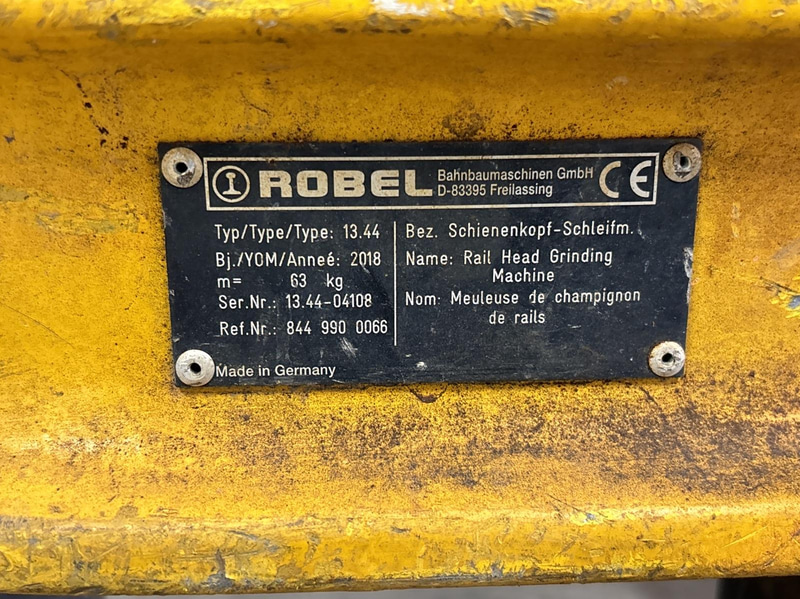 ROBEL
Bahnbaumaschinen GmbH
D-83395 Freilassing
CE
Typ/Type/Type: 13.44
Bj./YOM/Anneé: 2018
m= 63 kg
Ser.Nr.: 13.44-04108
Ref.Nr.: 844 990 0066
Made in Germany
Bez. Schienenkopf-Schleifm.
Name: Rail Head Grinding
Machine
Nom: Meuleuse de champignon
de rails